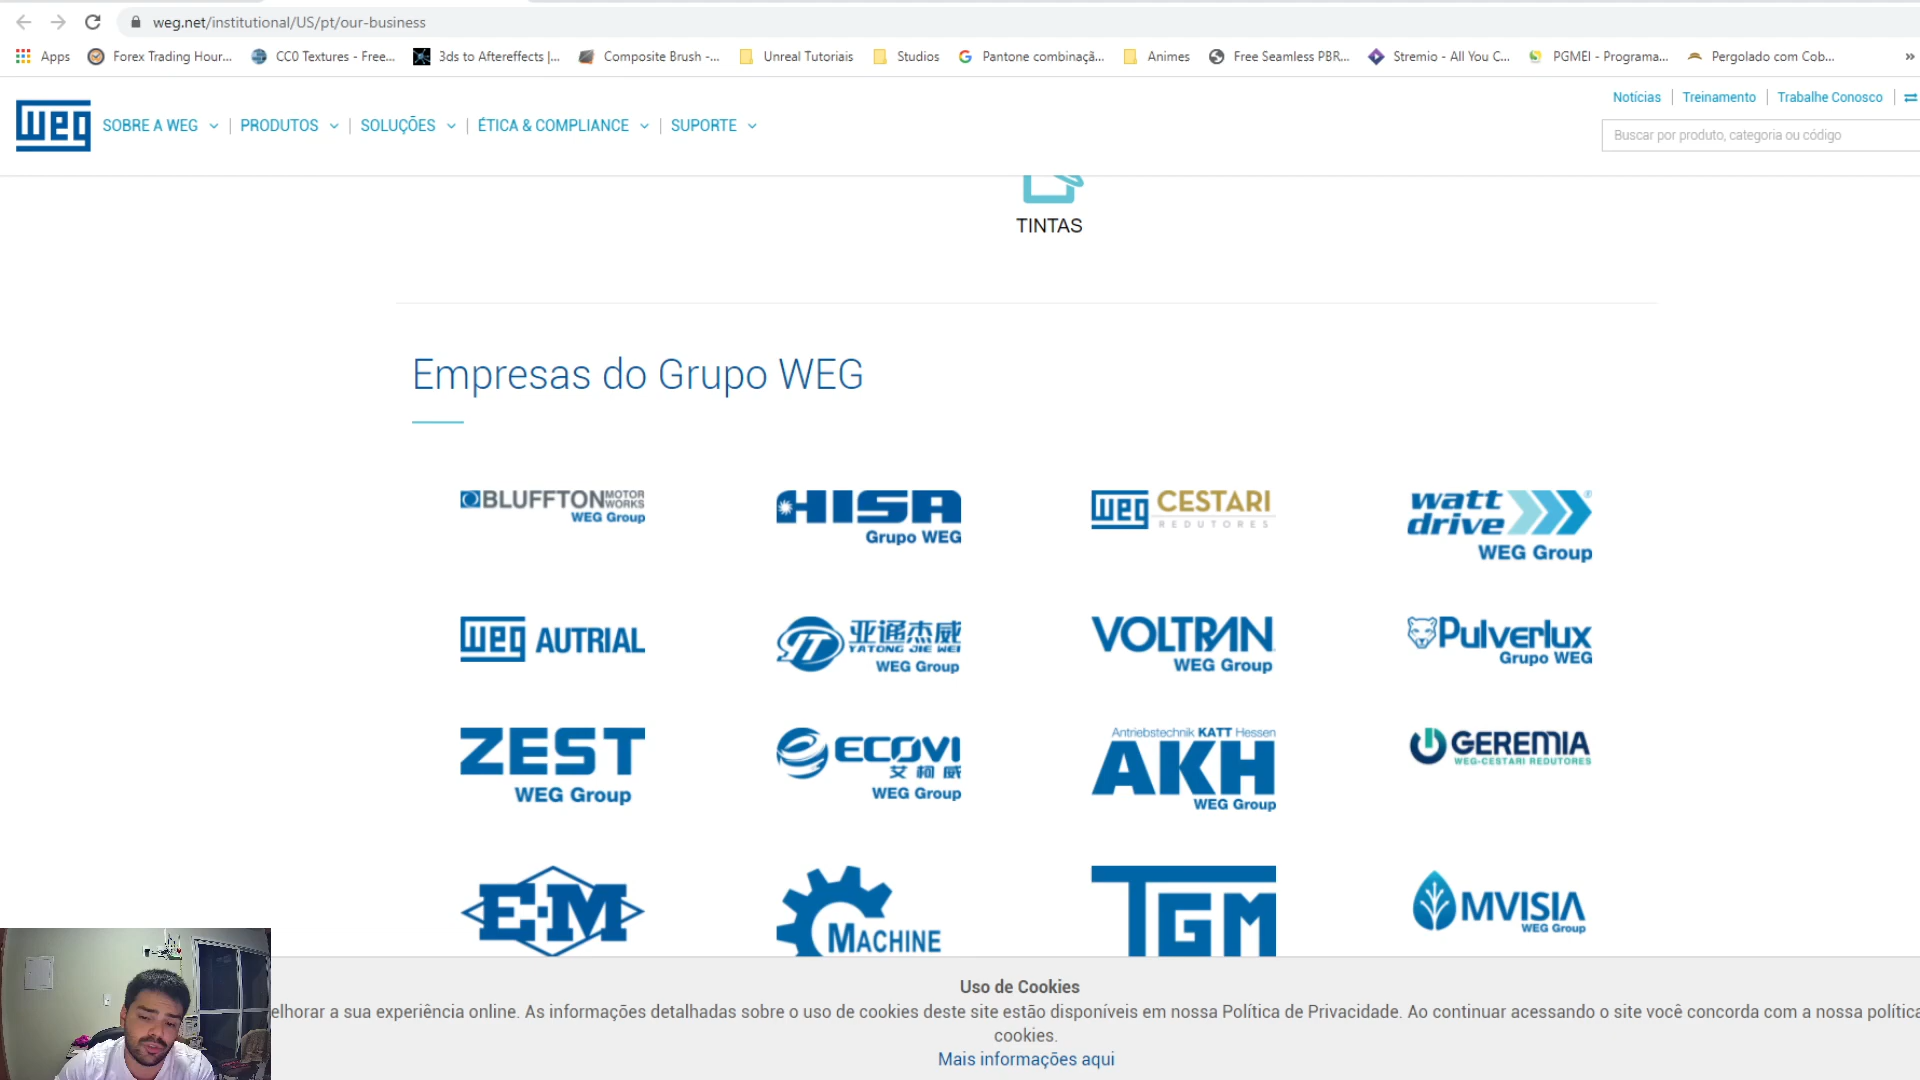 weg.net/institutional/US/pt/our-business
Apps
Forex Trading Hour...
CC0 Textures - Free...
3ds to Aftereffects |...
Composite Brush -...
Unreal Tutoriais
Studios
Pantone combinaçã...
Animes
Free Seamless PBR...
Stremio - All You C...
PGMEI - Programa...
Pergolado com Cob...
»
Notícias
Treinamento
Trabalhe Conosco
weg
SOBRE A WEG
PRODUTOS
SOLUÇÕES
ÉTICA & COMPLIANCE
SUPORTE
Buscar por produto, categoria ou código
TINTAS
Empresas do Grupo WEG
BLUFFTON MOTOR WORKS
WEG Group
HISA
Grupo WEG
weg CESTARI
REDUTORES
watt drive
WEG Group
weg AUTRIAL
亚通杰威
YATONG JIE WEI
WEG Group
VOLTRAN
WEG Group
Pulverlux
Grupo WEG
ZEST
WEG Group
ECOVI
艾柯威
WEG Group
Antriebstechnik KATT Hessen
AKH
WEG Group
GEREMIA
WEG-CESTARI REDUTORES
E-M
MACHINE
TGM
MVISIA
WEG Group
Uso de Cookies
elhorar a sua experiência online. As informações detalhadas sobre o uso de cookies deste site estão disponíveis em nossa Política de Privacidade. Ao continuar acessando o site você concorda com a nossa política
cookies.
Mais informações aqui